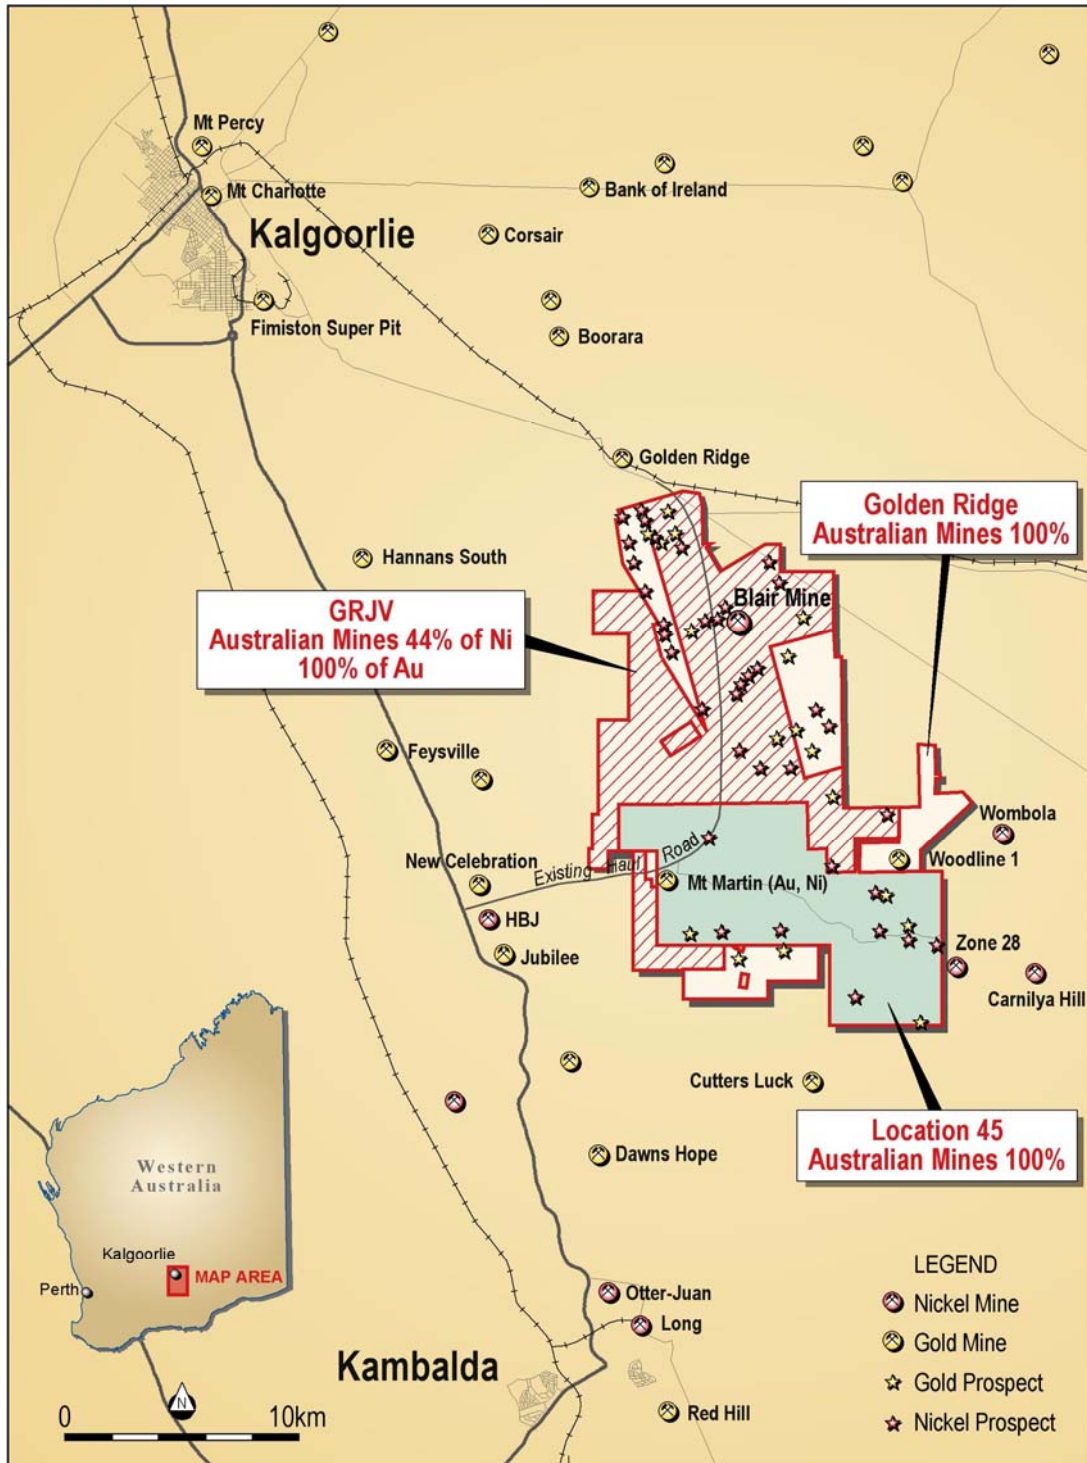 Mt Percy
Mt Charlotte
Bank of Ireland
Kalgoorlie
Corsair
Fimiston Super Pit
Boorara
Golden Ridge
Golden Ridge
Australian Mines 100%
Hannans South
Blair Mine
GRJV
Australian Mines 44% of Ni
100% of Au
Feysville
Wombola
New Celebration
Existing Haul Road
Woodline 1
Mt Martin (Au, Ni)
HBJ
Jubilee
Zone 28
Carnilya Hill
Cutters Luck
Location 45
Australian Mines 100%
Dawns Hope
Western
Australia
Kalgoorlie
MAP AREA
Perth
Otter-Juan
Long
Kambalda
Red Hill
LEGEND
Nickel Mine
Gold Mine
Gold Prospect
Nickel Prospect
N
0 10km